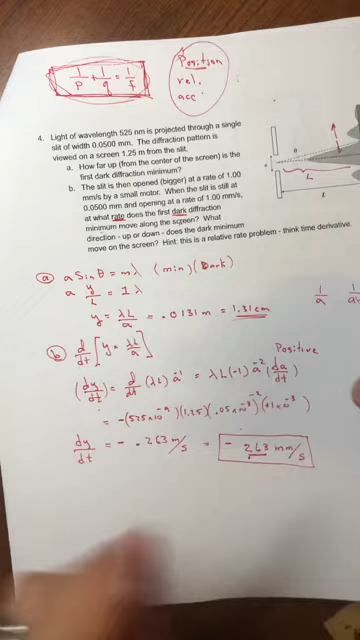 1/p + 1/q = 1/f
Position
rel.
acc.
4. Light of wavelength 525 nm is projected through a single
slit of width 0.0500 mm. The diffraction pattern is
viewed on a screen 1.25 m from the slit.
a. How far up (from the center of the screen) is the
first dark diffraction minimum?
b. The slit is then opened (bigger) at a rate of 1.00
mm/s by a small motor. When the slit is still at
0.0500 mm and opening at a rate of 1.00 mm/s,
at what rate does the first dark diffraction
minimum move along the screen? What
direction - up or down - does the dark minimum
move on the screen? Hint: this is a relative rate problem - think time derivative.
θ
a
L
ℓ
(a) a Sin θ = mλ (min) (Dark)
a y/L = 1λ
y = λL/a = .0131 m = 1.31 cm
1/a
(b) d/dt [y = λL/a]
Positive
(dy/dt) = d/dt (λL) a⁻¹ = λL(-1) a⁻² (da/dt)
= -(525x10⁻⁹)(1.25)(.05x10⁻³)⁻²(+1x10⁻³)
dy/dt = - .263 m/s = - 263 mm/s